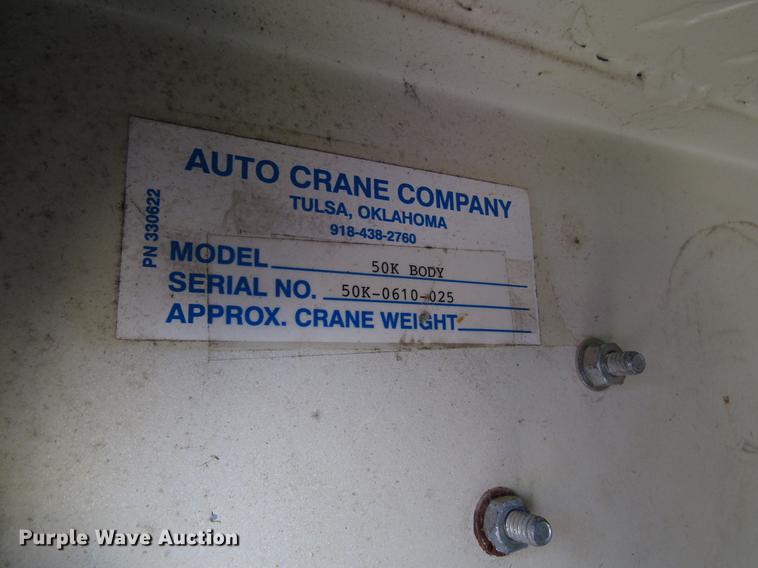 AUTO CRANE COMPANY
TULSA, OKLAHOMA
918-438-2760
PN 330622
MODEL 50K BODY
SERIAL NO. 50K-0610-025
APPROX. CRANE WEIGHT
Purple Wave Auction